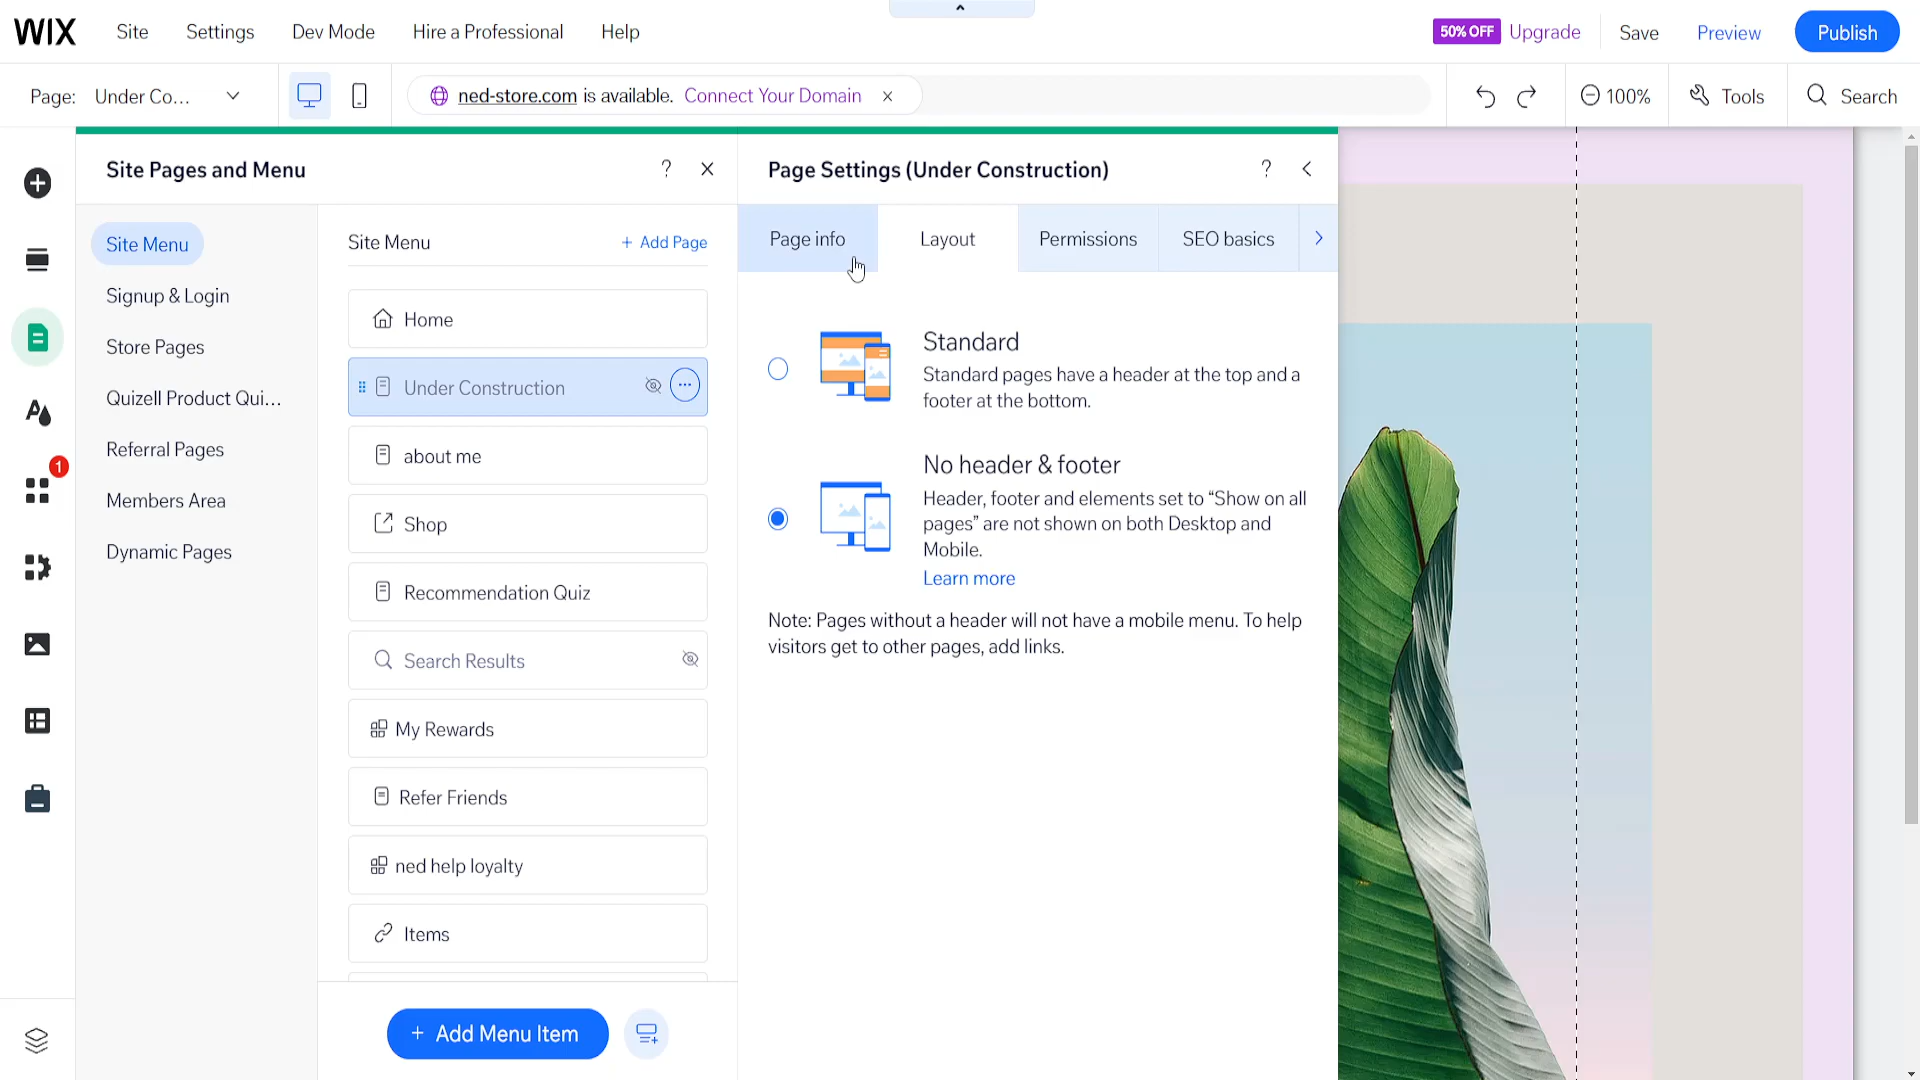 WIX Site Settings Dev Mode Hire a Professional Help 50% OFF Upgrade Save Preview Publish
Page: Under Co... ned-store.com is available. Connect Your Domain 100% Tools Search
Site Pages and Menu ?
Site Menu
Signup & Login
Store Pages
Quizell Product Qui...
Referral Pages
Members Area
Dynamic Pages
1
Site Menu + Add Page
Home
Under Construction
about me
Shop
Recommendation Quiz
Search Results
My Rewards
Refer Friends
ned help loyalty
Items
+ Add Menu Item
Page Settings (Under Construction) ?
Page info Layout Permissions SEO basics
Standard
Standard pages have a header at the top and a
footer at the bottom.
No header & footer
Header, footer and elements set to “Show on all
pages” are not shown on both Desktop and
Mobile.
Learn more
Note: Pages without a header will not have a mobile menu. To help
visitors get to other pages, add links.